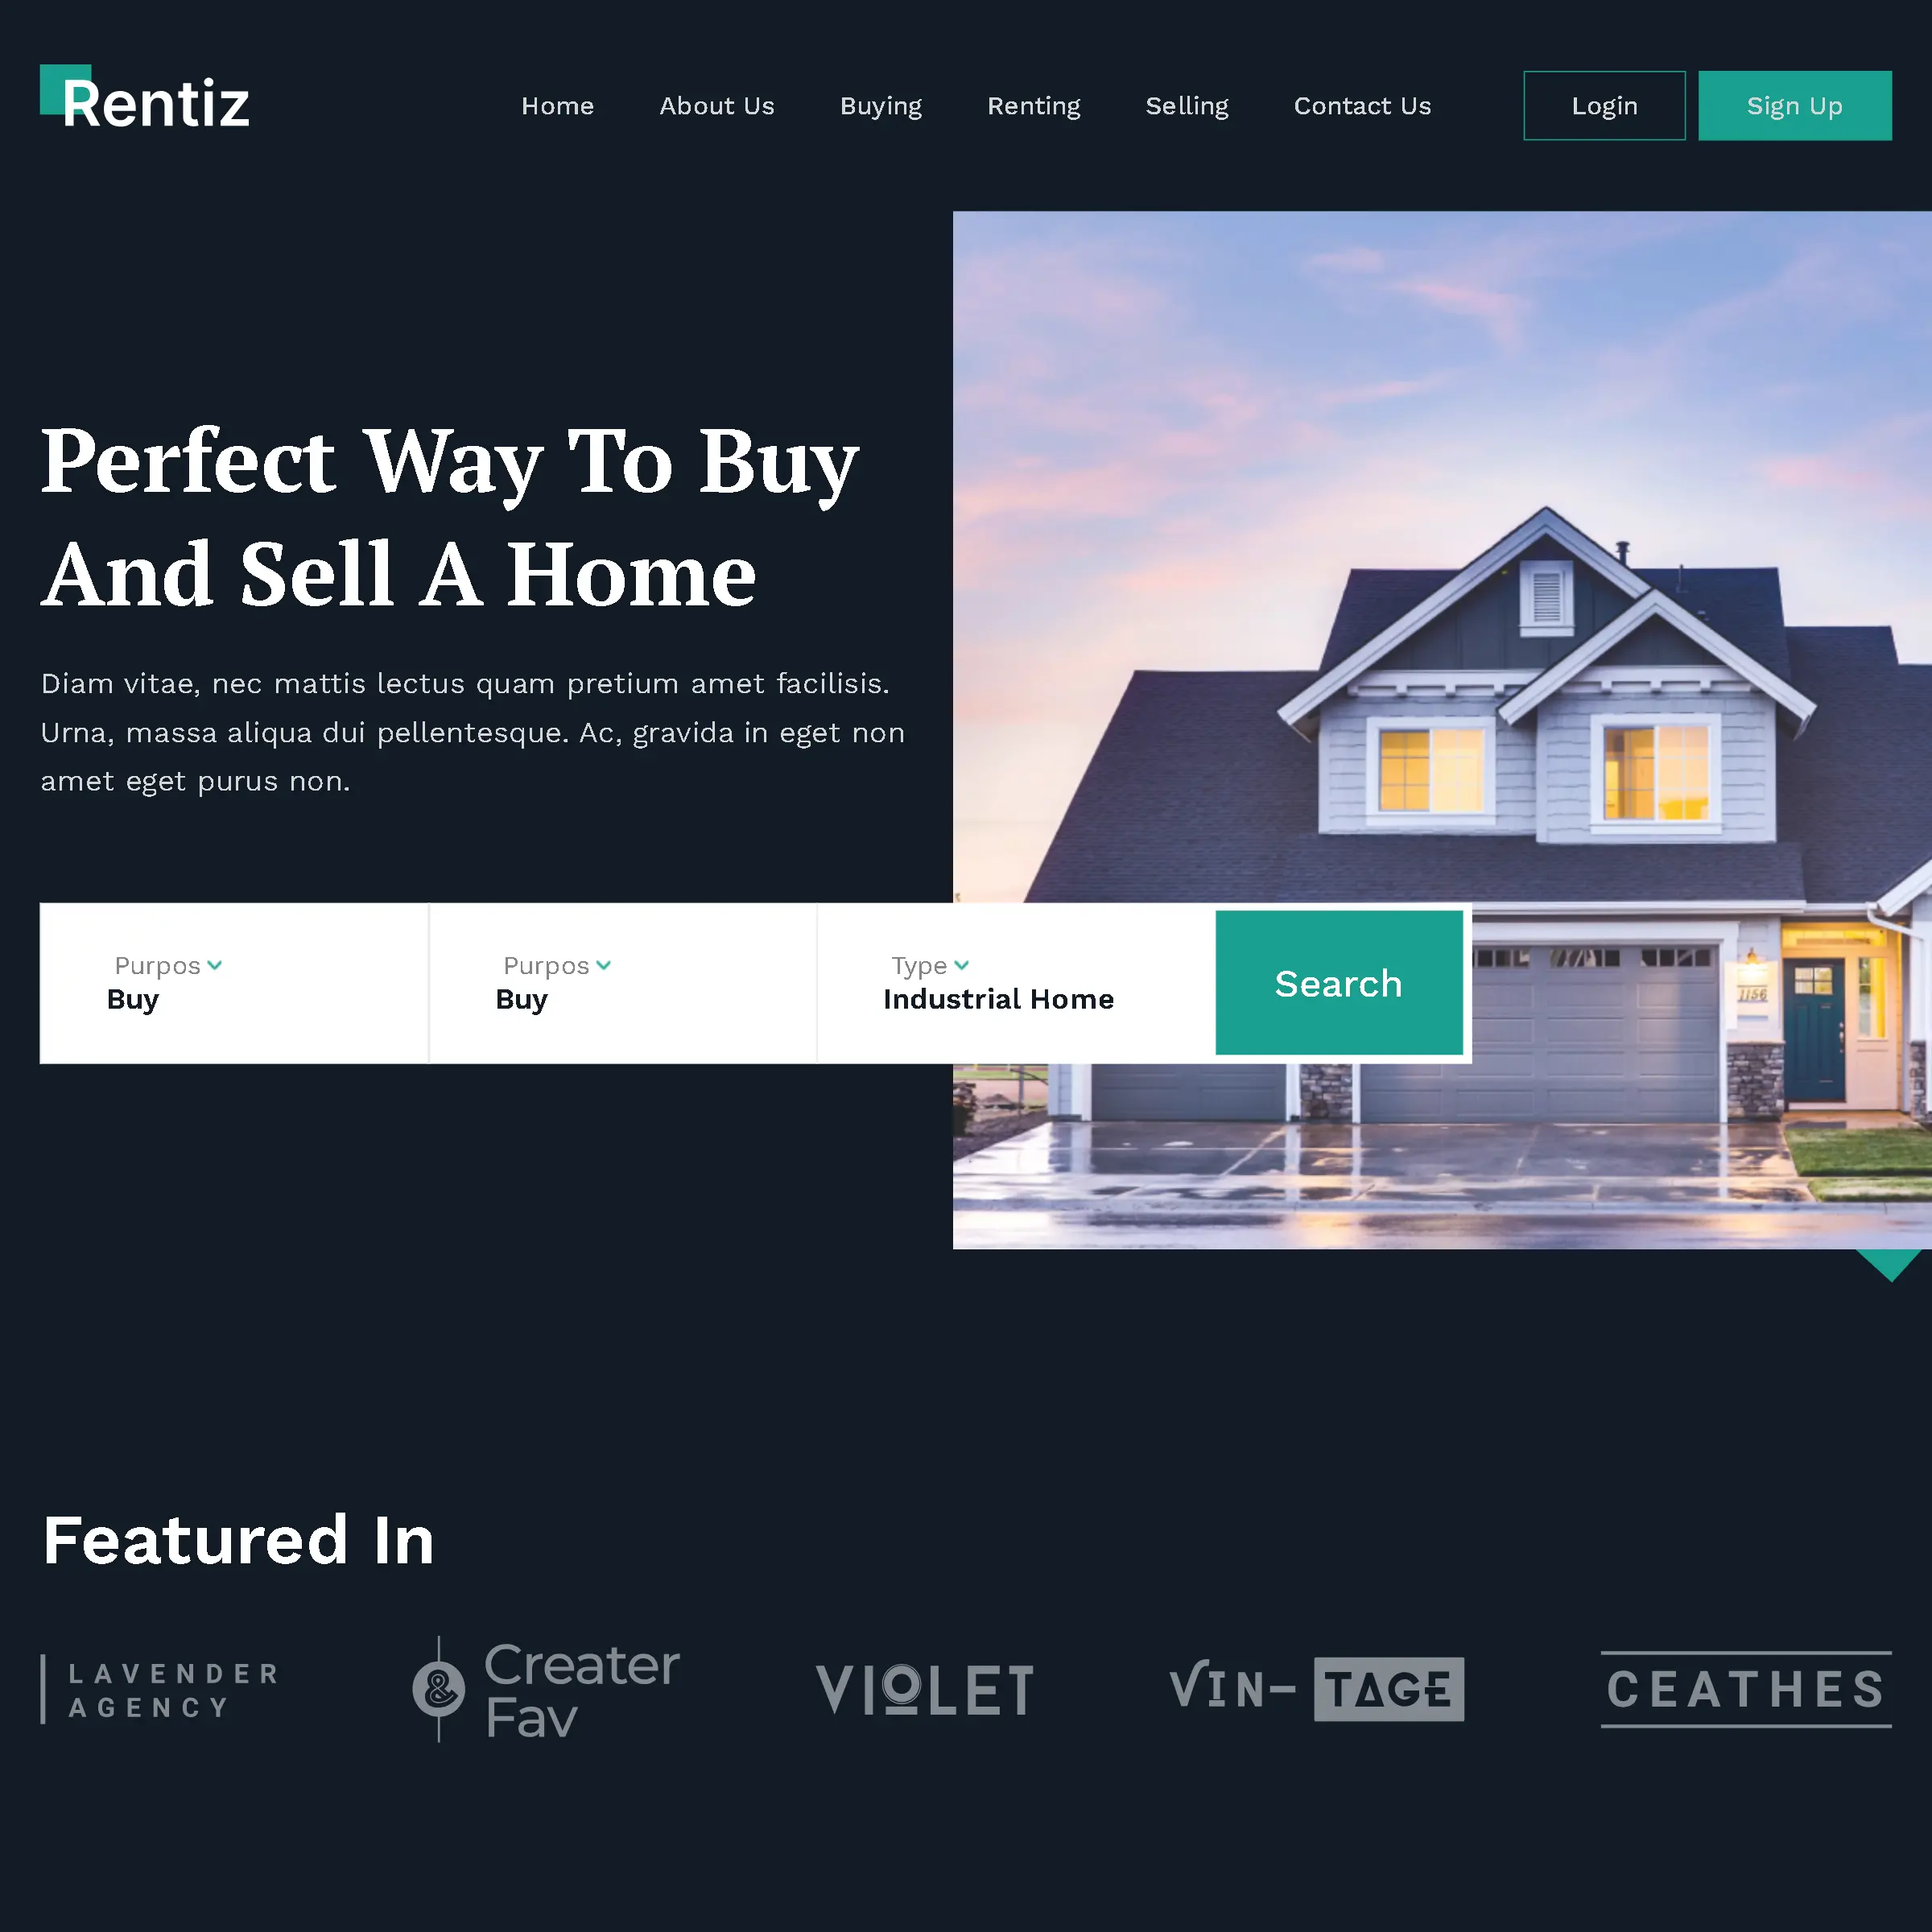 Rentiz
Home About Us Buying Renting Selling Contact Us Login Sign Up
Perfect Way To Buy
And Sell A Home
Diam vitae, nec mattis lectus quam pretium amet facilisis.
Urna, massa aliqua dui pellentesque. Ac, gravida in eget non
amet eget purus non.
Purpos
Buy
Purpos
Buy
Type
Industrial Home
Search
1156
Featured In
LAVENDER
AGENCY
&
Creater
Fav
VIOLET
VIN-TAGE
CEATHES